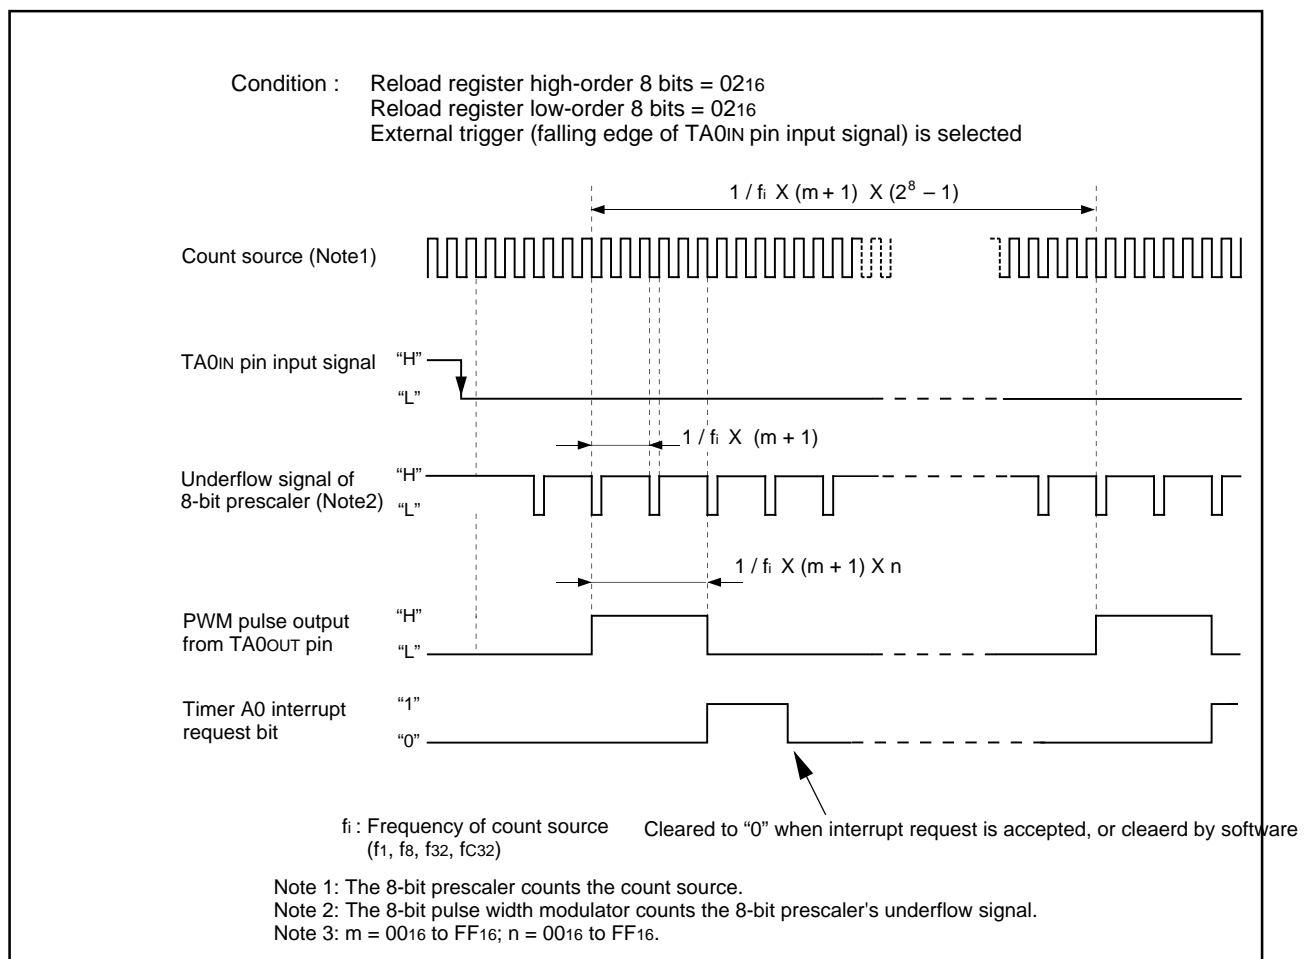 Condition : Reload register high-order 8 bits = 0216
Reload register low-order 8 bits = 0216
External trigger (falling edge of TA0IN pin input signal) is selected
1 / fi X (m + 1) X (2^8 – 1)
Count source (Note1)
TA0IN pin input signal
“H”
“L”
1 / fi X (m + 1)
Underflow signal of
8-bit prescaler (Note2)
“H”
“L”
1 / fi X (m + 1) X n
PWM pulse output
from TA0OUT pin
“H”
“L”
Timer A0 interrupt
request bit
“1”
“0”
fi : Frequency of count source
(f1, f8, f32, fC32)
Cleared to “0” when interrupt request is accepted, or cleaerd by software
Note 1: The 8-bit prescaler counts the count source.
Note 2: The 8-bit pulse width modulator counts the 8-bit prescaler's underflow signal.
Note 3: m = 0016 to FF16; n = 0016 to FF16.